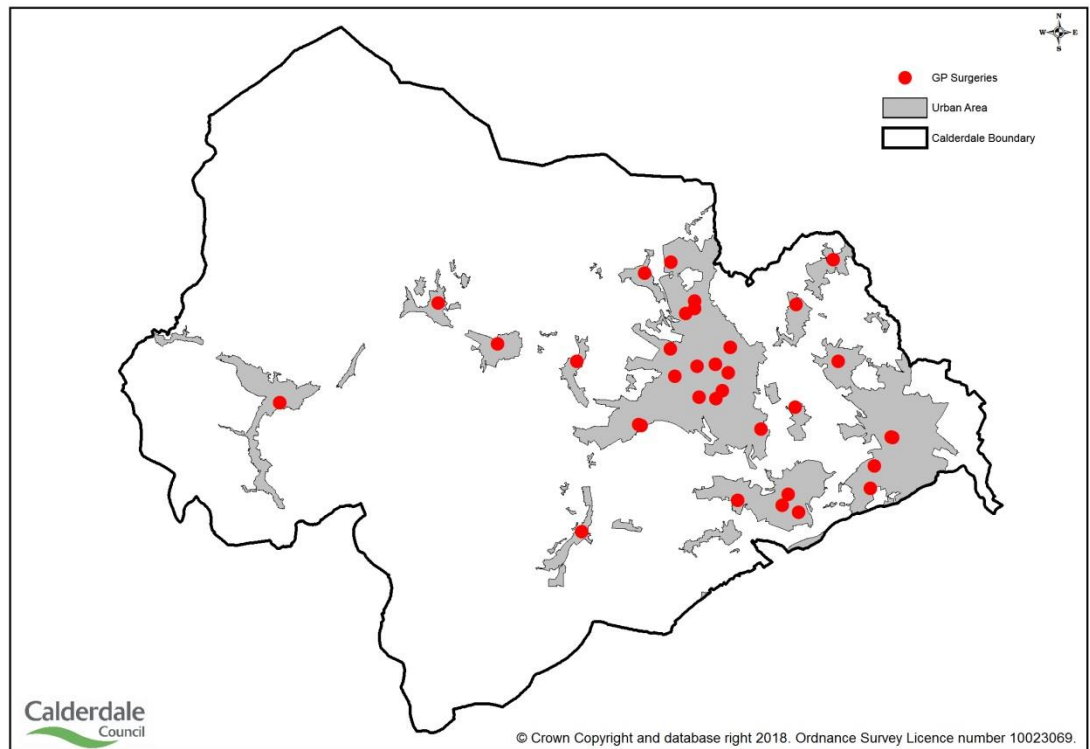 N
W E
S
GP Surgeries
Urban Area
Calderdale Boundary
Calderdale
Council
© Crown Copyright and database right 2018. Ordnance Survey Licence number 10023069.